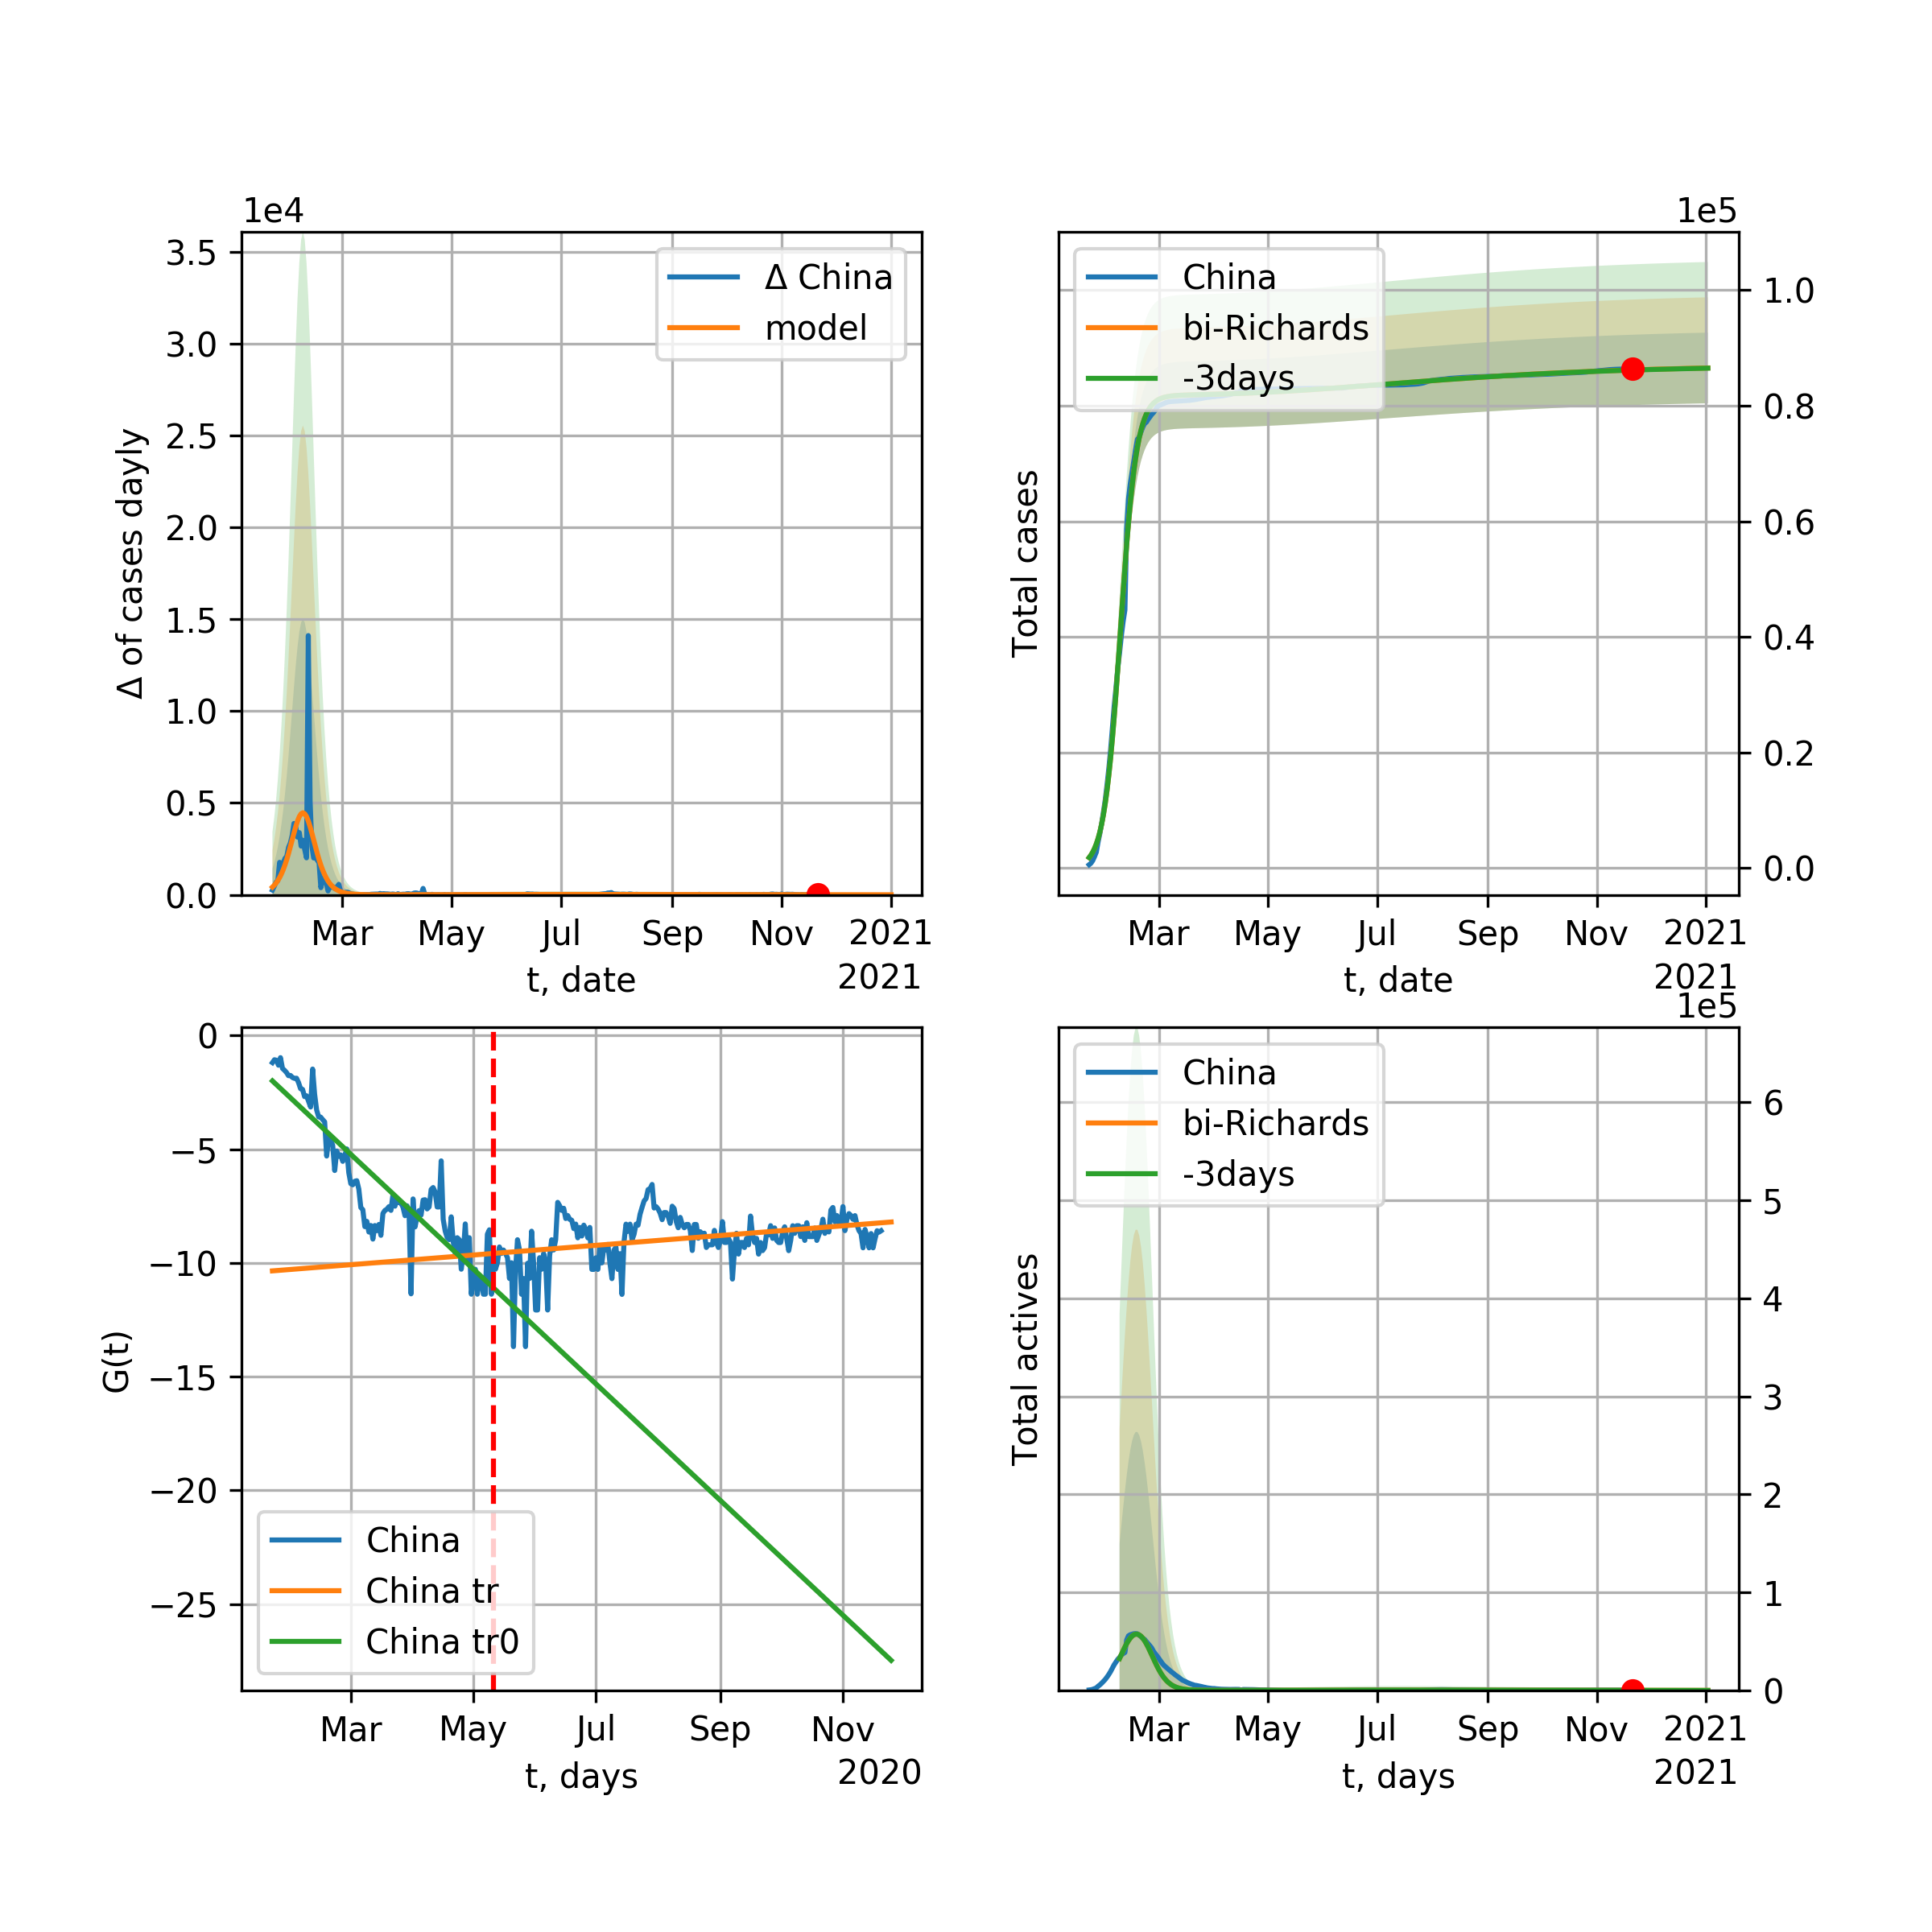 1e4
3.5
3.0
2.5
2.0
1.5
1.0
0.5
0.0
Δ of cases dayly
Δ China
model
Mar May Jul Sep Nov 2021
t, date
2021
1e5
China
bi-Richards
-3days
Total cases
1.0
0.8
0.6
0.4
0.2
0.0
Mar May Jul Sep Nov 2021
t, date
2021
0
−5
−10
−15
−20
−25
G(t)
China
China tr
China tr0
Mar May Jul Sep Nov
t, days
2020
1e5
China
bi-Richards
-3days
Total actives
6
5
4
3
2
1
0
Mar May Jul Sep Nov 2021
t, days
2021